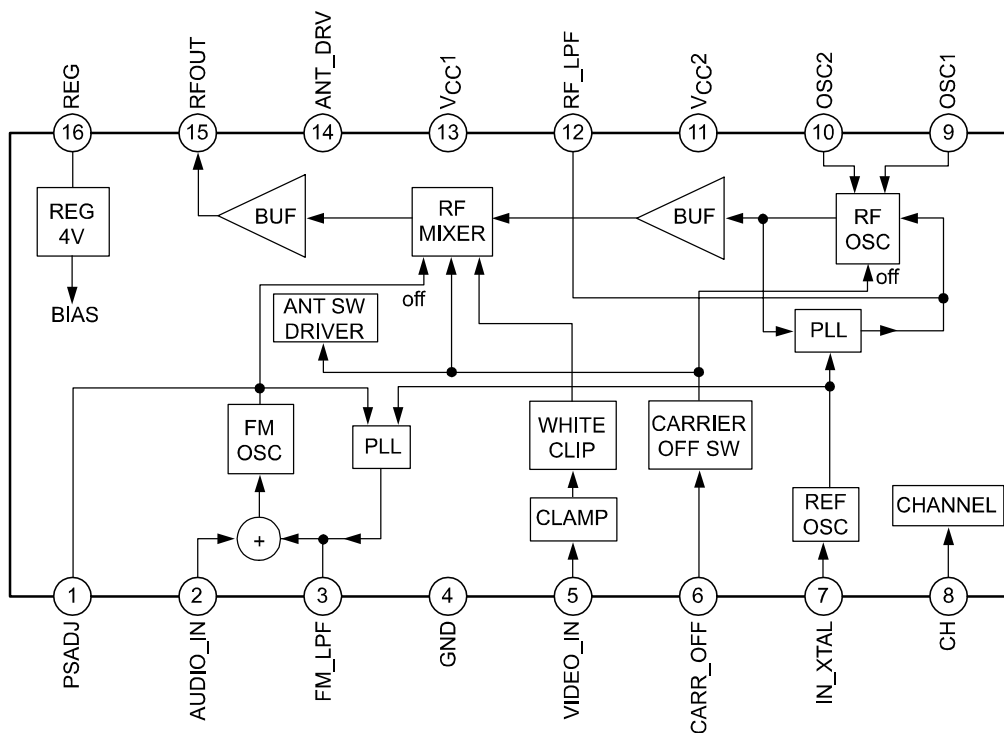 REG
RFOUT
ANT_DRV
VCC1
RF_LPF
VCC2
OSC2
OSC1
16
15
14
13
12
11
10
9
REG
4V
BUF
RF
MIXER
BUF
RF
OSC
off
off
BIAS
ANT SW
DRIVER
PLL
FM
OSC
PLL
WHITE
CLIP
CARRIER
OFF SW
CLAMP
REF
OSC
CHANNEL
+
1
2
3
4
5
6
7
8
PSADJ
AUDIO_IN
FM_LPF
GND
VIDEO_IN
CARR_OFF
IN_XTAL
CH